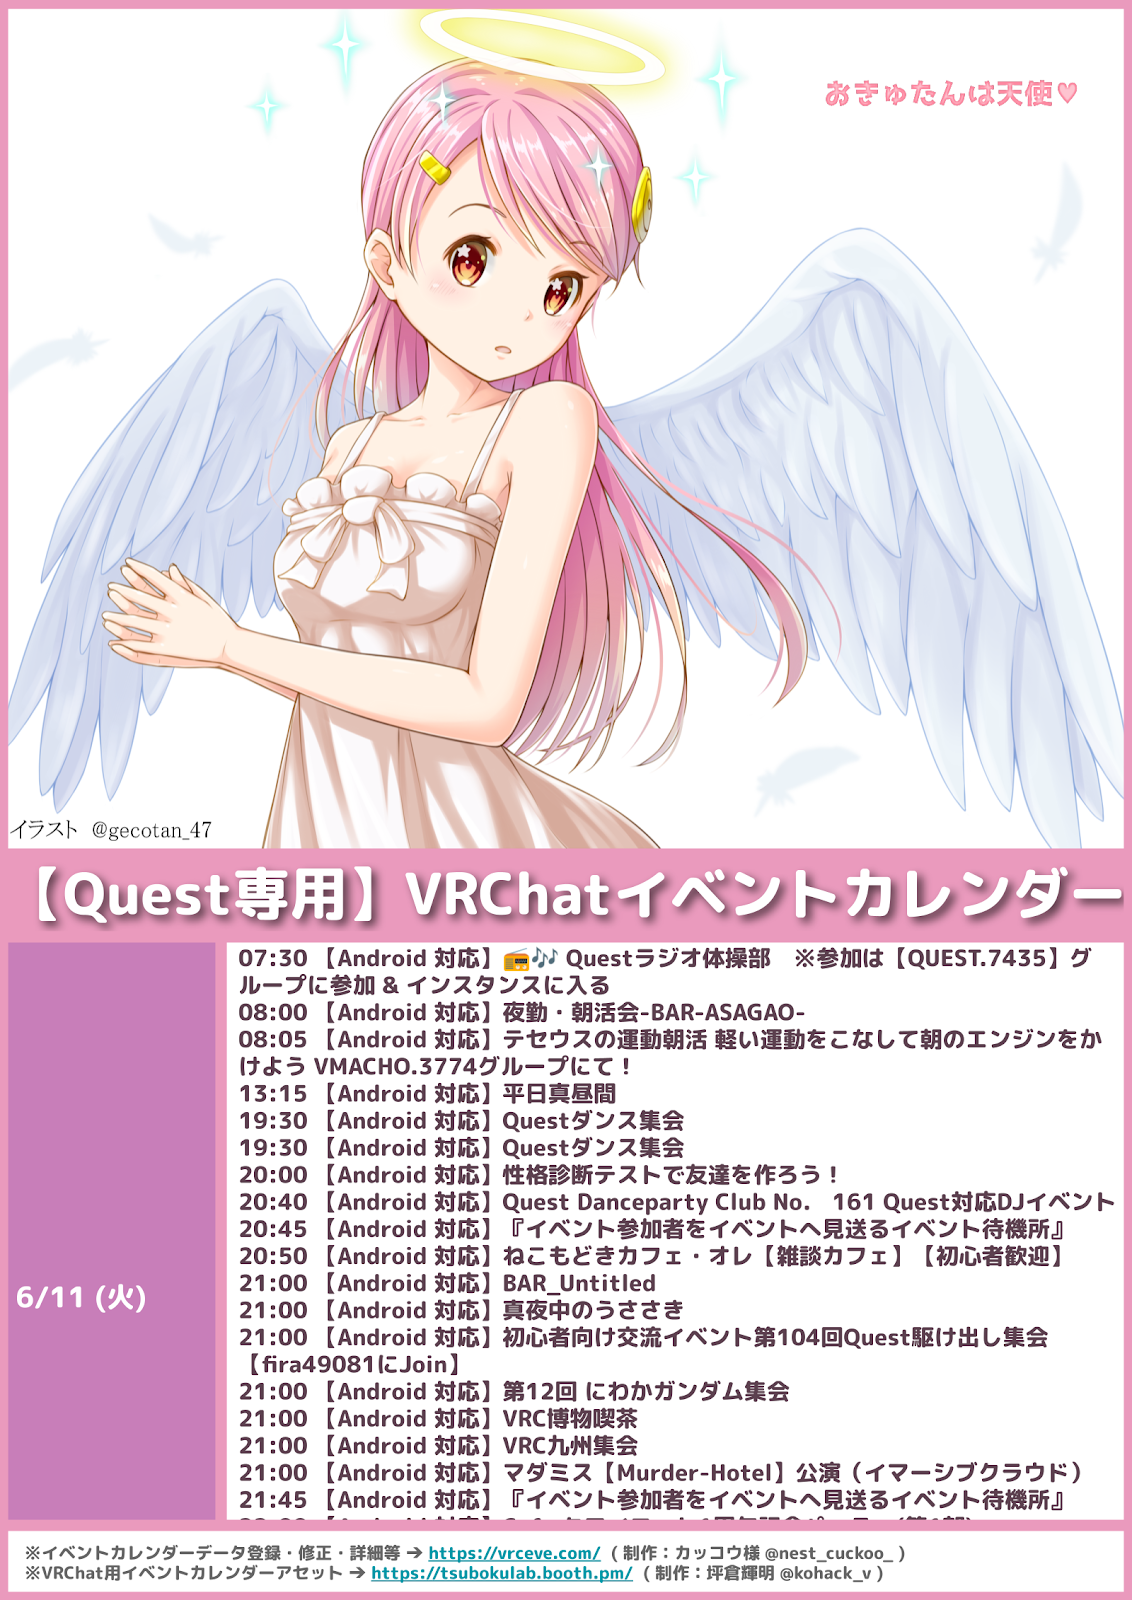 おきゅたんは天使♡
イラスト @gecotan_47
【Quest専用】VRChatイベントカレンダー
6/11 (火)
07:30 【Android 対応】📻🎶 Questラジオ体操部 ※参加は【QUEST.7435】グ
ループに参加 & インスタンスに入る
08:00 【Android 対応】夜勤・朝活会-BAR-ASAGAO-
08:05 【Android 対応】テセウスの運動朝活 軽い運動をこなして朝のエンジンをか
けよう VMACHO.3774グループにて！
13:15 【Android 対応】平日真昼間
19:30 【Android 対応】Questダンス集会
19:30 【Android 対応】Questダンス集会
20:00 【Android 対応】性格診断テストで友達を作ろう！
20:40 【Android 対応】Quest Danceparty Club No. 161 Quest対応DJイベント
20:45 【Android 対応】『イベント参加者をイベントへ見送るイベント待機所』
20:50 【Android 対応】ねこもどきカフェ・オレ【雑談カフェ】【初心者歓迎】
21:00 【Android 対応】BAR_Untitled
21:00 【Android 対応】真夜中のうささき
21:00 【Android 対応】初心者向け交流イベント第104回Quest駆け出し集会
【fira49081にJoin】
21:00 【Android 対応】第12回 にわかガンダム集会
21:00 【Android 対応】VRC博物喫茶
21:00 【Android 対応】VRC九州集会
21:00 【Android 対応】マダミス【Murder-Hotel】公演（イマーシブクラウド）
21:45 【Android 対応】『イベント参加者をイベントへ見送るイベント待機所』
※イベントカレンダーデータ登録・修正・詳細等 → https://vrceve.com/ ( 制作：カッコウ様 @nest_cuckoo_ )
※VRChat用イベントカレンダーアセット → https://tsubokulab.booth.pm/ ( 制作：坪倉輝明 @kohack_v )